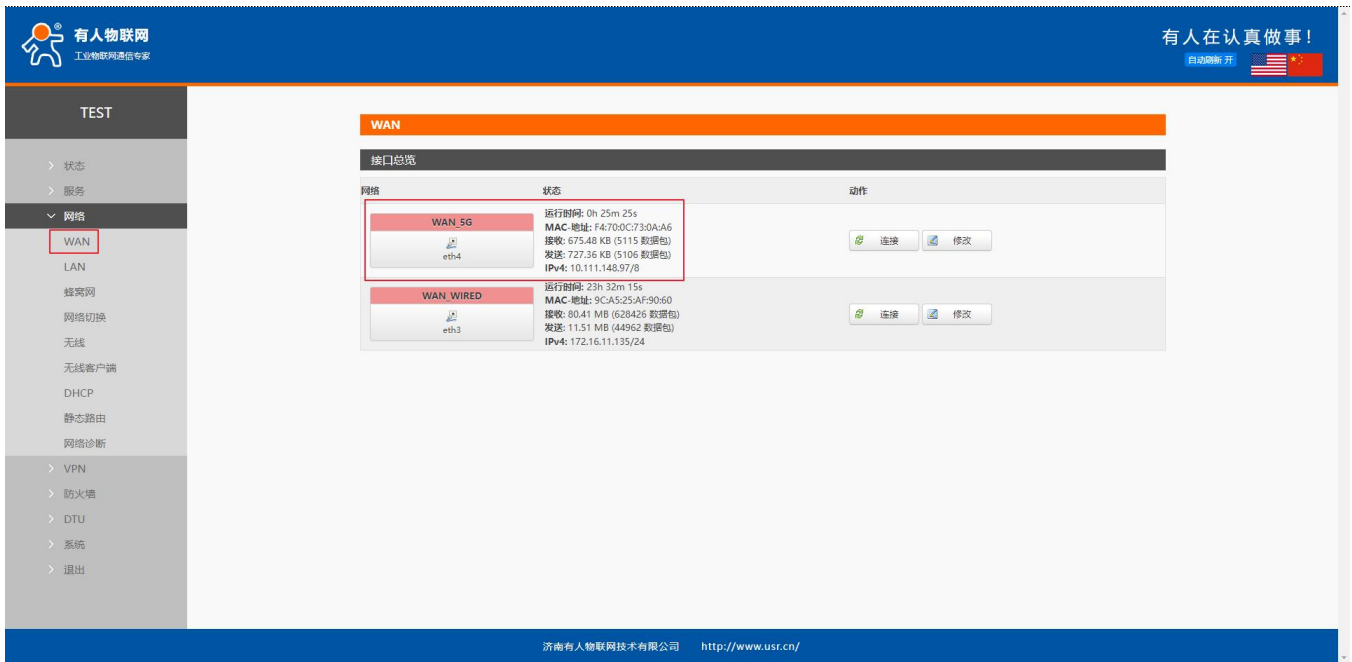 有人物联网
工业物联网通信专家
有人在认真做事!
自动刷新 开
TEST
状态
服务
网络
WAN
LAN
蜂窝网
网络切换
无线
无线客户端
DHCP
静态路由
网络诊断
VPN
防火墙
DTU
系统
退出
WAN
接口总览
网络 状态 动作
WAN_5G
eth4
运行时间: 0h 25m 25s
MAC-地址: F4:70:0C:73:0A:A6
接收: 675.48 KB (5115 数据包)
发送: 727.36 KB (5106 数据包)
IPv4: 10.111.148.97/8
连接 修改
WAN_WIRED
eth3
运行时间: 23h 32m 15s
MAC-地址: 9C:A5:25:AF:90:60
接收: 80.41 MB (628426 数据包)
发送: 11.51 MB (44962 数据包)
IPv4: 172.16.11.135/24
连接 修改
济南有人物联网技术有限公司 http://www.usr.cn/